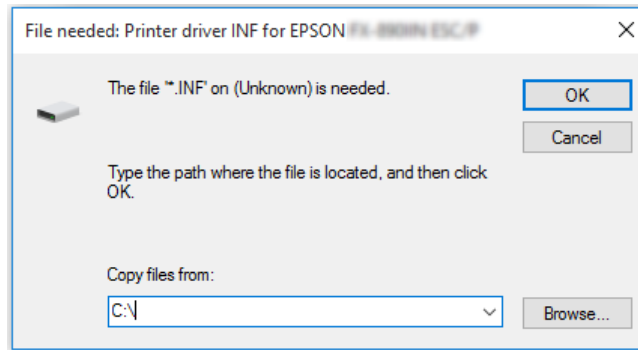 File needed: Printer driver INF for EPSON
The file '*.INF' on (Unknown) is needed.
OK
Cancel
Type the path where the file is located, and then click
OK.
Copy files from:
C:\
Browse...